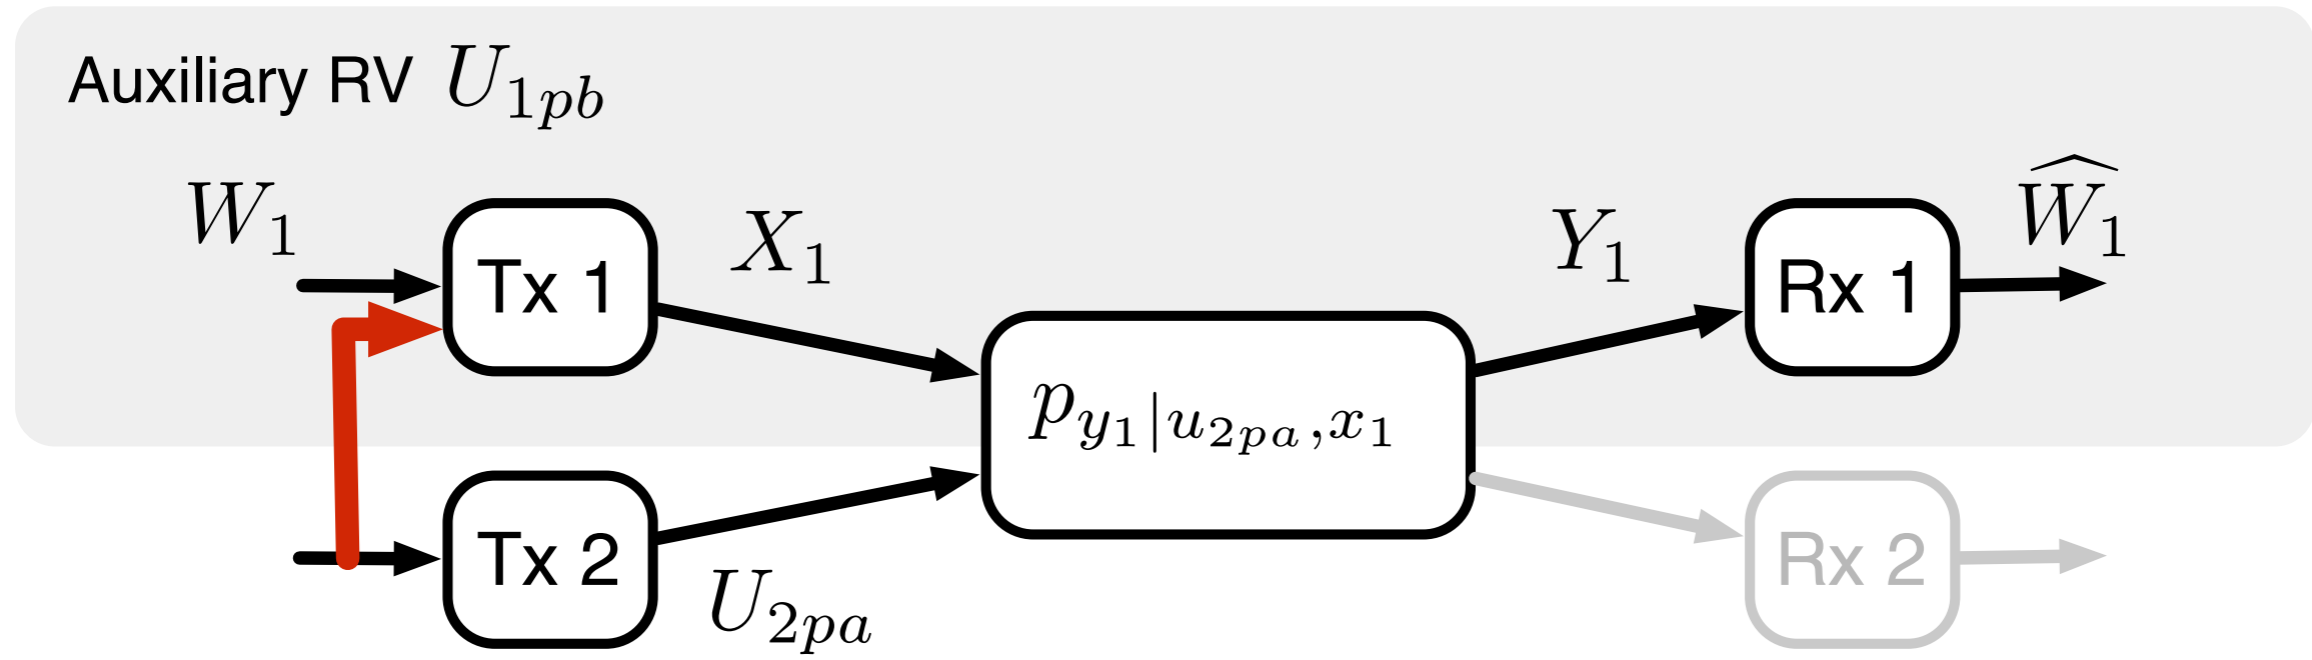 Auxiliary RV U_{1pb}
W_1
Tx 1
X_1
Y_1
Rx 1
\widehat{W_1}
p_{y_1|u_{2pa},x_1}
Tx 2
U_{2pa}
Rx 2